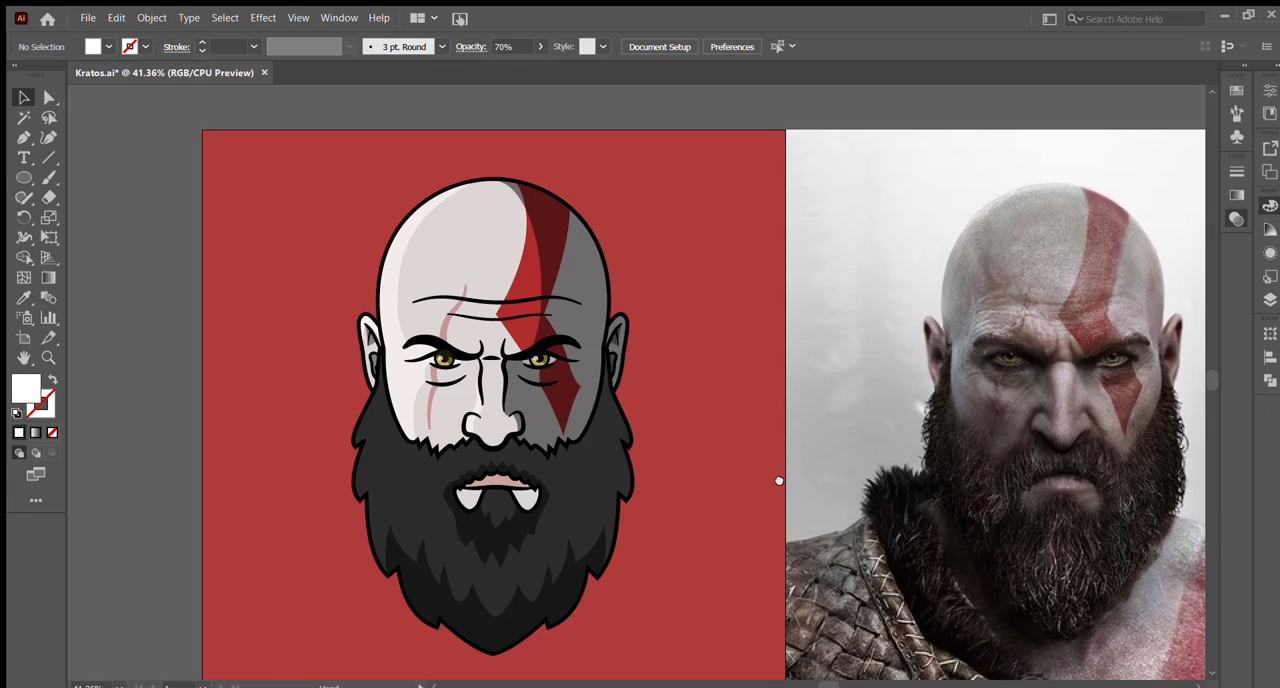 Ai File Edit Object Type Select Effect View Window Help Search Adobe Help
No Selection Stroke: 3 pt. Round Opacity: 70% Style: Document Setup Preferences
Kratos.ai* @ 41.36% (RGB/CPU Preview)